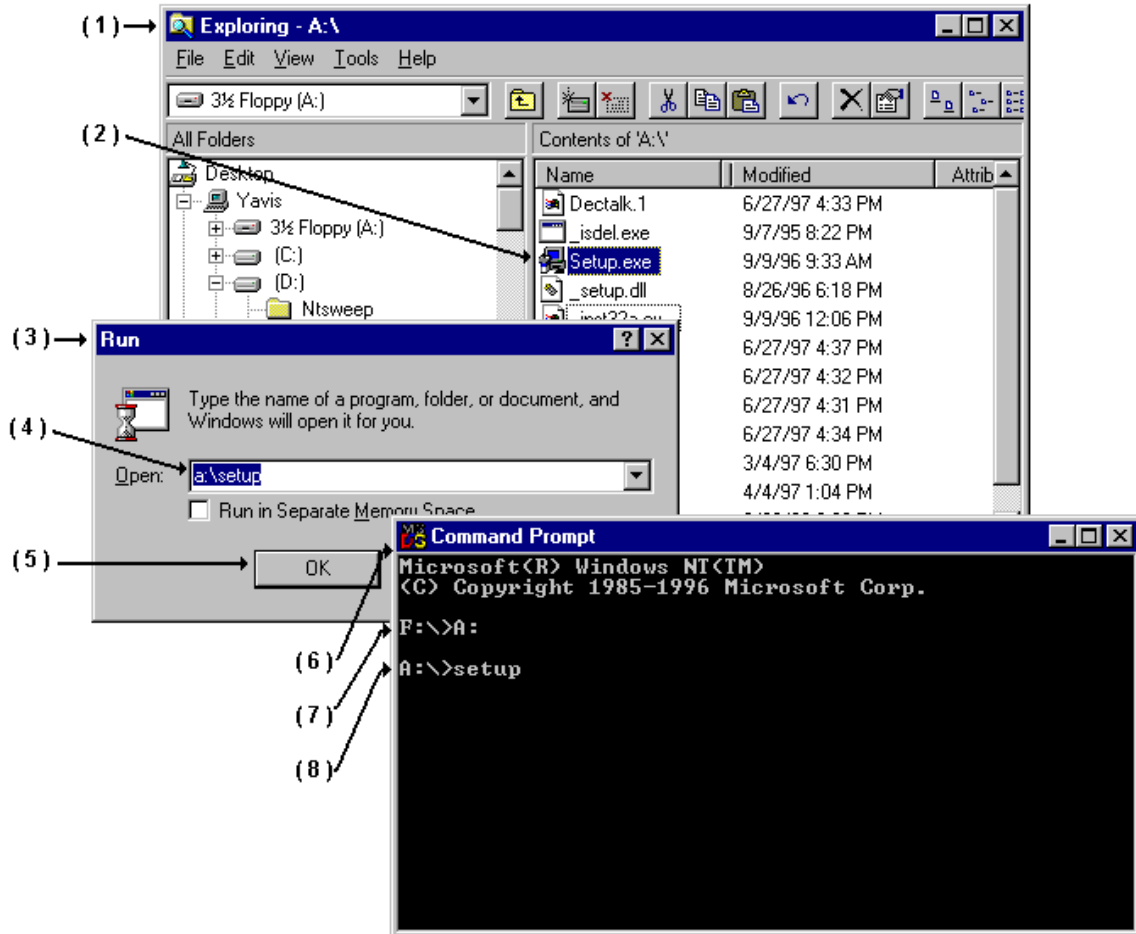 (1)
Exploring - A:\
File Edit View Tools Help
3½ Floppy (A:)
(2)
All Folders
Contents of 'A:\'
Desktop
Yavis
3½ Floppy (A:)
(C:)
(D:)
Ntsweep
Name Modified Attrib
Dectalk.1 6/27/97 4:33 PM
_isdel.exe 9/7/95 8:22 PM
Setup.exe 9/9/96 9:33 AM
_setup.dll 8/26/96 6:18 PM
9/9/96 12:06 PM
6/27/97 4:37 PM
6/27/97 4:32 PM
6/27/97 4:31 PM
6/27/97 4:34 PM
3/4/97 6:30 PM
4/4/97 1:04 PM
(3)
Run
Type the name of a program, folder, or document, and
Windows will open it for you.
(4)
Open: a:\setup
Run in Separate Memory Space
(5)
OK
(6)
Command Prompt
Microsoft(R) Windows NT(TM)
(C) Copyright 1985-1996 Microsoft Corp.
(7)
F:\>A:
(8)
A:\>setup